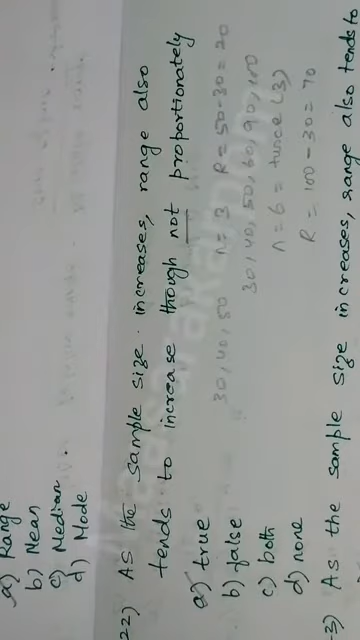 a) Range
b) Mean
c) Median.
d) Mode
22) As the sample size increases, range also
tends to increase though not proportionately
a) true
30, 40, 50 n=3 R=50-30=20
b) false
30, 40, 50, 60, 90, 100
c) both
n=6 = twice (3)
d) none
R = 100-30=70
3) As the sample size increases, range also tends to